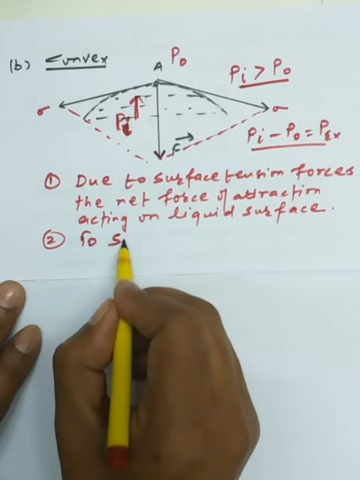 (b) Convex
A P₀
Pi > P₀
σ σ
Pi
F
Pi - P₀ = Pex
① Due to surface tension forces
the net force of attraction
acting on liquid surface.
② To s